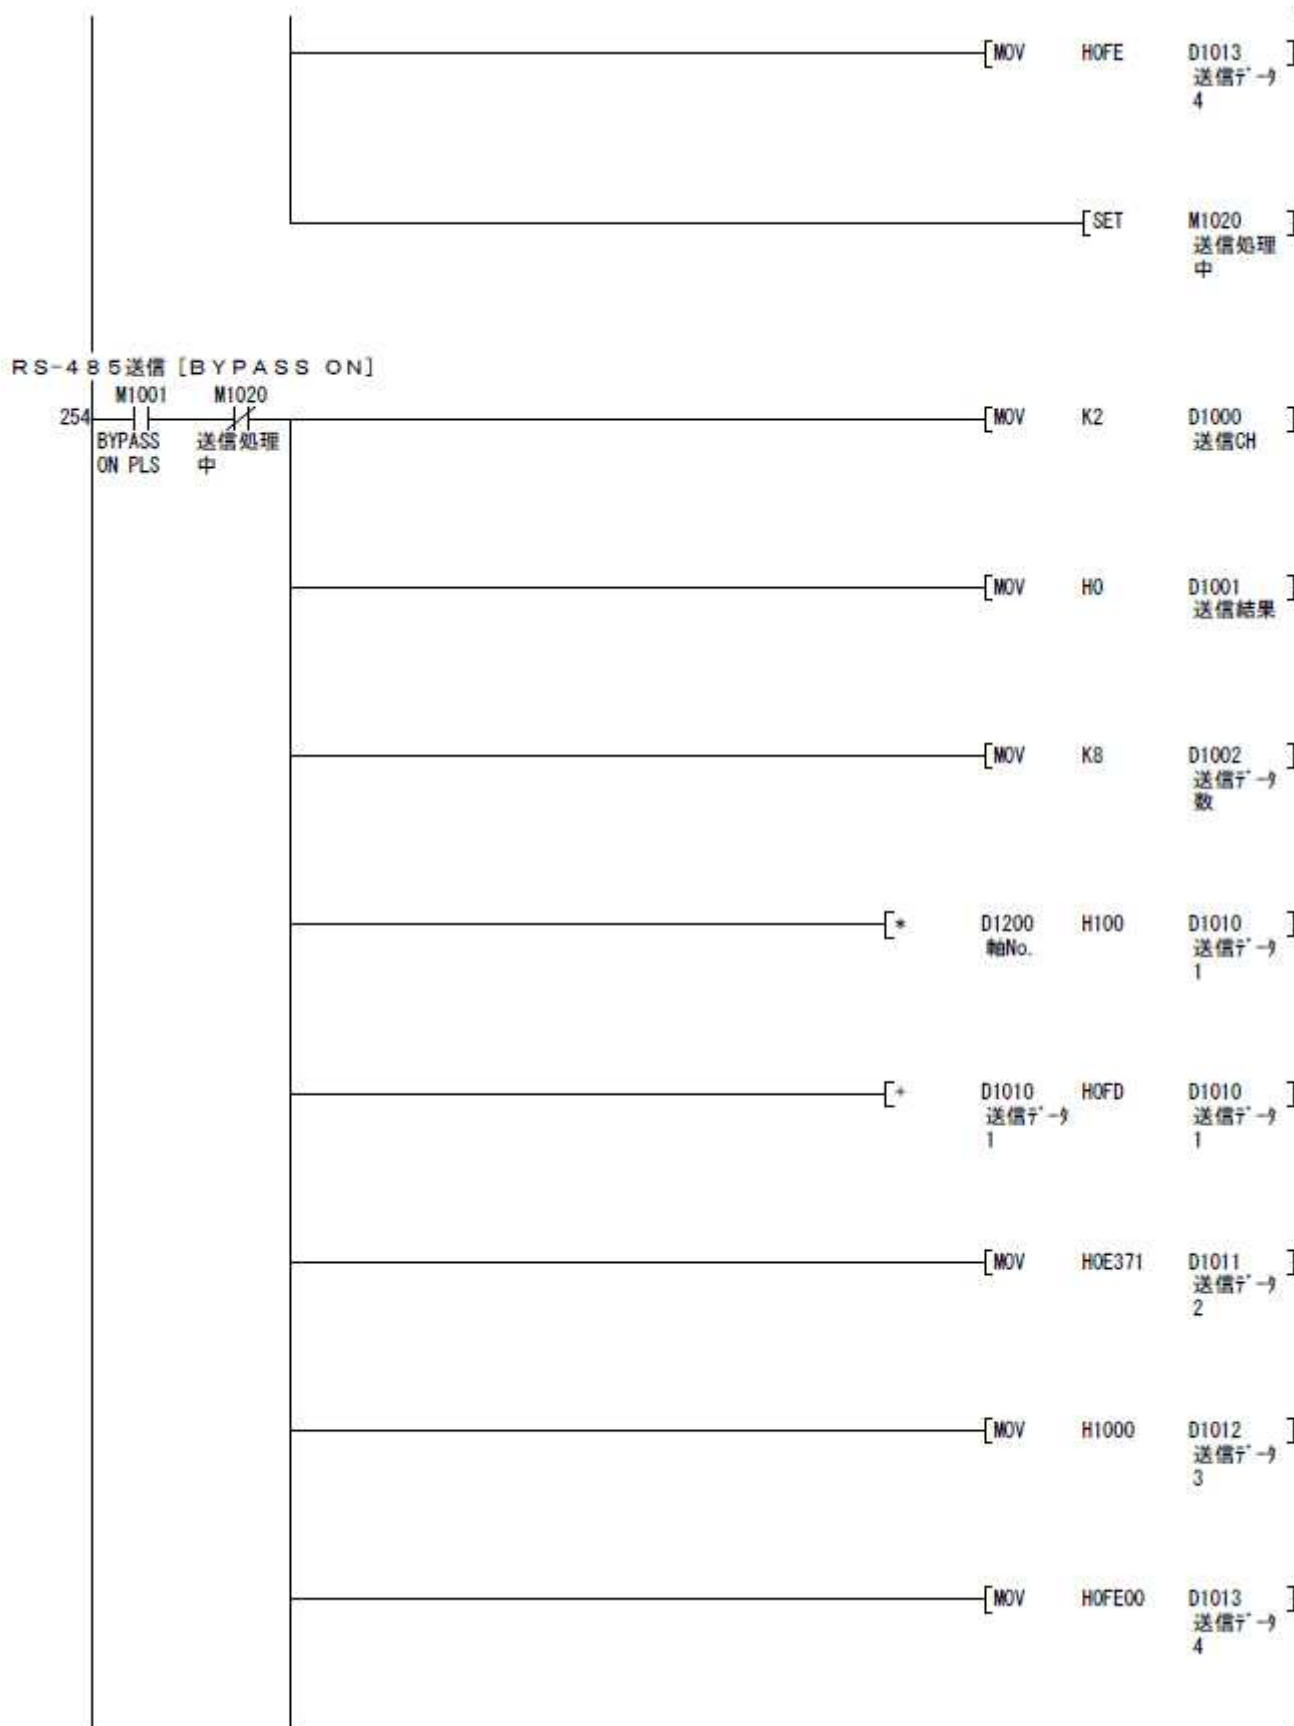 [MOV H0FE D1013 ]
送信ﾃﾞｰﾀ
4
[SET M1020 ]
送信処理
中
ＲＳ-４８５送信［ＢＹＰＡＳＳ ＯＮ］
M1001 M1020
254 [MOV K2 D1000 ]
BYPASS 送信処理 送信CH
ON PLS 中
[MOV H0 D1001 ]
送信結果
[MOV K8 D1002 ]
送信ﾃﾞｰﾀ
数
[* D1200 H100 D1010 ]
軸No. 送信ﾃﾞｰﾀ
1
[+ D1010 H0FD D1010 ]
送信ﾃﾞｰﾀ 送信ﾃﾞｰﾀ
1 1
[MOV H0E371 D1011 ]
送信ﾃﾞｰﾀ
2
[MOV H1000 D1012 ]
送信ﾃﾞｰﾀ
3
[MOV H0FE00 D1013 ]
送信ﾃﾞｰﾀ
4